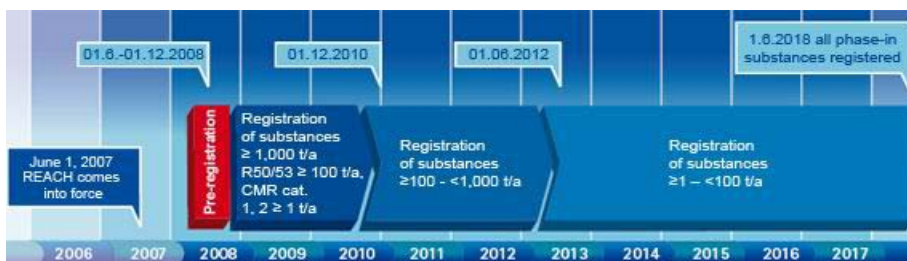 01.6.-01.12.2008
01.12.2010
01.06.2012
1.6.2018 all phase-in
substances registered
June 1, 2007
REACH comes
into force
Pre-registration
Registration
of substances
≥ 1,000 t/a
R50/53 ≥ 100 t/a,
CMR cat.
1, 2 ≥ 1 t/a
Registration
of substances
≥100 - <1,000 t/a
Registration
of substances
≥1 – <100 t/a
2006 2007 2008 2009 2010 2011 2012 2013 2014 2015 2016 2017